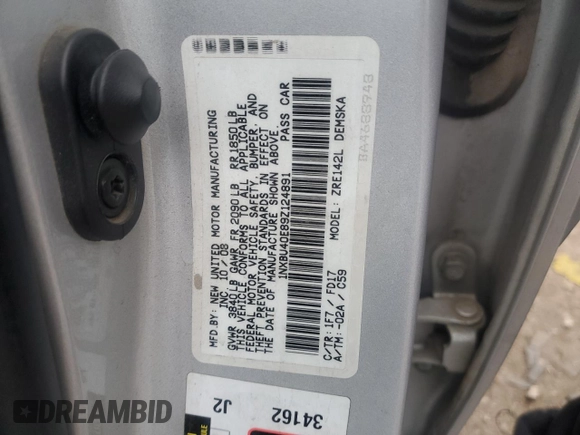 MFD.BY: NEW UNITED MOTOR MANUFACTURING
INC. 10/08
GVWR 3840LB GAWR FR 2090LB RR 1850LB
THIS VEHICLE CONFORMS TO ALL APPLICABLE
FEDERAL MOTOR VEHICLE SAFETY, BUMPER, AND
THEFT PREVENTION STANDARDS IN EFFECT ON
THE DATE OF MANUFACTURE SHOWN ABOVE.
1NXBU40E89Z124891 PASS CAR
MODEL: ZRE142L DEMSKA
C/TR: 1F7 / FD17
A/TM: -02A / C59
34162
J2
DREAMBID